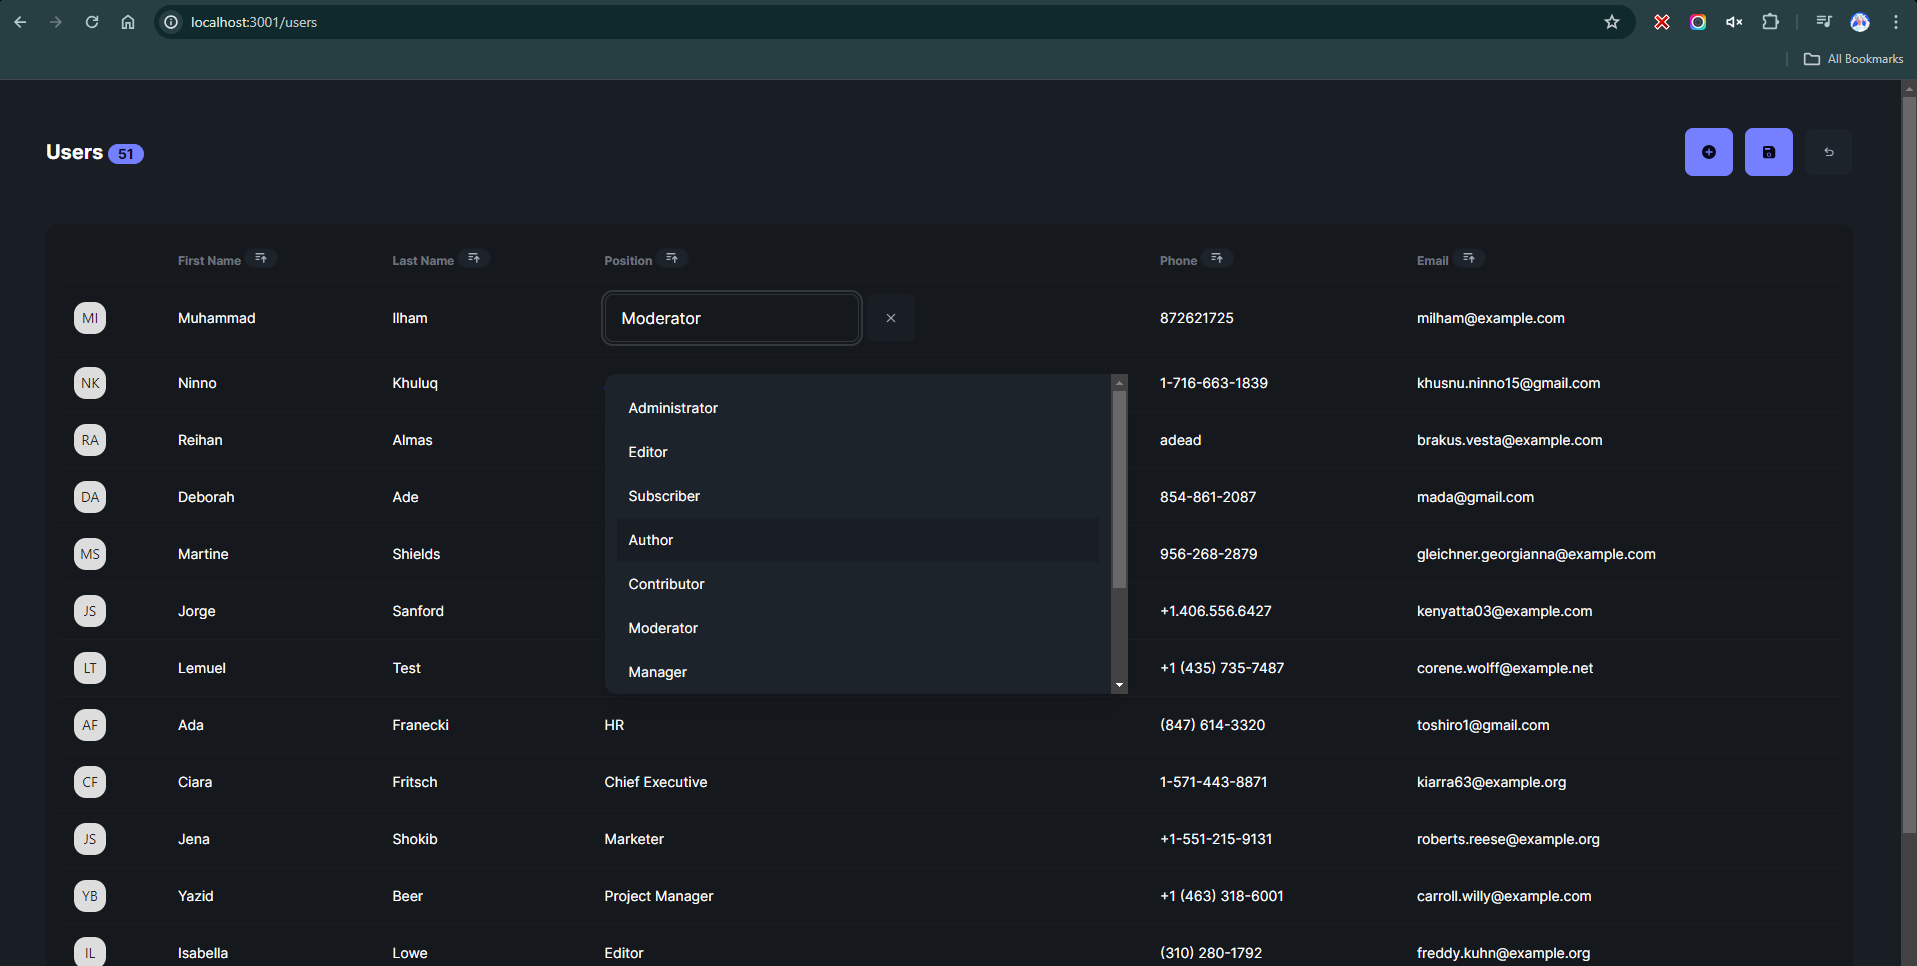 localhost:3001/users
All Bookmarks
Users 51
First Name Last Name Position Phone Email
MI Muhammad Ilham Moderator 872621725 milham@example.com
NK Ninno Khuluq 1-716-663-1839 khusnu.ninno15@gmail.com
Administrator
RA Reihan Almas adead brakus.vesta@example.com
Editor
DA Deborah Ade Subscriber 854-861-2087 mada@gmail.com
Author
MS Martine Shields 956-268-2879 gleichner.georgianna@example.com
Contributor
JS Jorge Sanford +1.406.556.6427 kenyatta03@example.com
Moderator
LT Lemuel Test Manager +1 (435) 735-7487 corene.wolff@example.net
AF Ada Franecki HR (847) 614-3320 toshiro1@gmail.com
CF Ciara Fritsch Chief Executive 1-571-443-8871 kiarra63@example.org
JS Jena Shokib Marketer +1-551-215-9131 roberts.reese@example.org
YB Yazid Beer Project Manager +1 (463) 318-6001 carroll.willy@example.com
IL Isabella Lowe Editor (310) 280-1792 freddy.kuhn@example.org